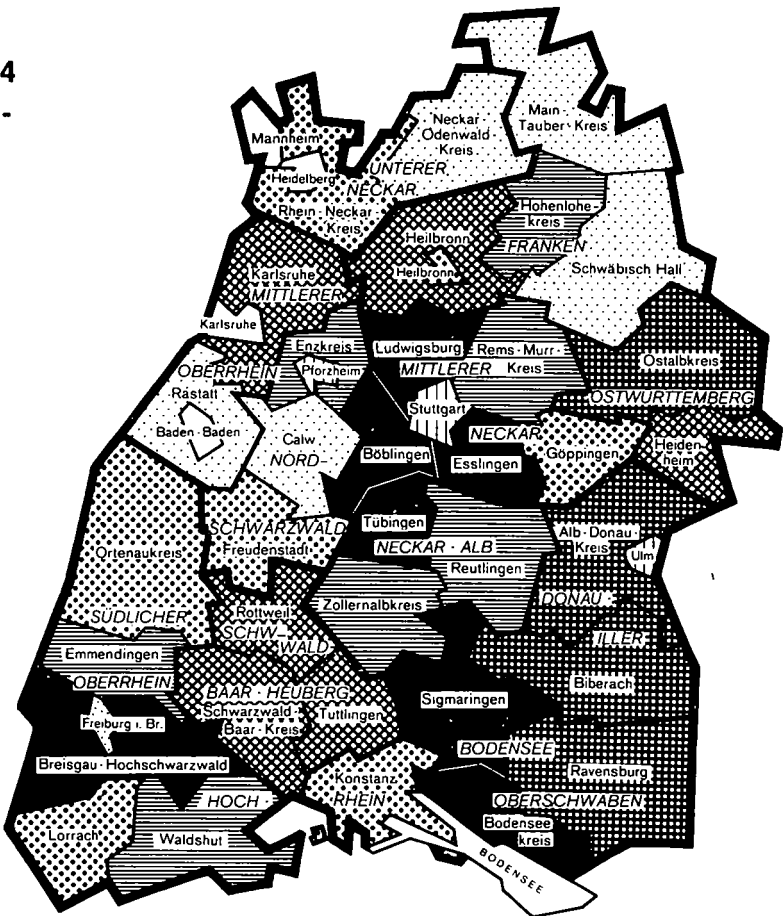 4
-
Mannheim
Neckar
Odenwald
Kreis
Main -
Tauber · Kreis
UNTERER
Heidelberg
NECKAR
Rhein · Neckar -
Kreis
Hohenlohe-
kreis
Heilbronn
FRANKEN
Heilbronn
Karlsruhe
MITTLERER
Schwäbisch Hall
Karlsruhe
Enzkreis
Ludwigsburg
Rems - Murr -
Kreis
OBERRHEIN
Pforzheim
MITTLERER
Ostalbkreis
Rastatt
OSTWURTTEMBERG
Stuttgart
Baden - Baden
Calw
NORD-
NECKAR
Göppingen
Heiden
heim
Böblingen
Esslingen
Tübingen
SCHWARZWALD
Freudenstadt
Ortenaukreis
NECKAR - ALB
Reutlingen
Alb - Donau -
Kreis
Ulm
Zollernalbkreis
DONAU
SÜDLICHER
Rottweil
SCHW-
WALD
ILLER
Emmendingen
OBERRHEIN
BAAR - HEUBERG
Schwarzwald -
Baar - Kreis
Tuttlingen
Sigmaringen
Biberach
Freiburg i. Br.
BODENSEE
Breisgau - Hochschwarzwald
Konstanz
RHEIN
Ravensburg
HOCH -
OBERSCHWABEN
Lorrach
Waldshut
Bodensee
kreis
BODENSEE